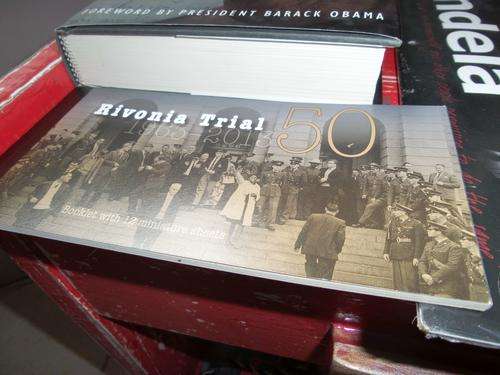 FOREWORD BY PRESIDENT BARACK OBAMA
ndela
Rivonia Trial
1963 - 2013
50
Booklet with 12 miniature sheets